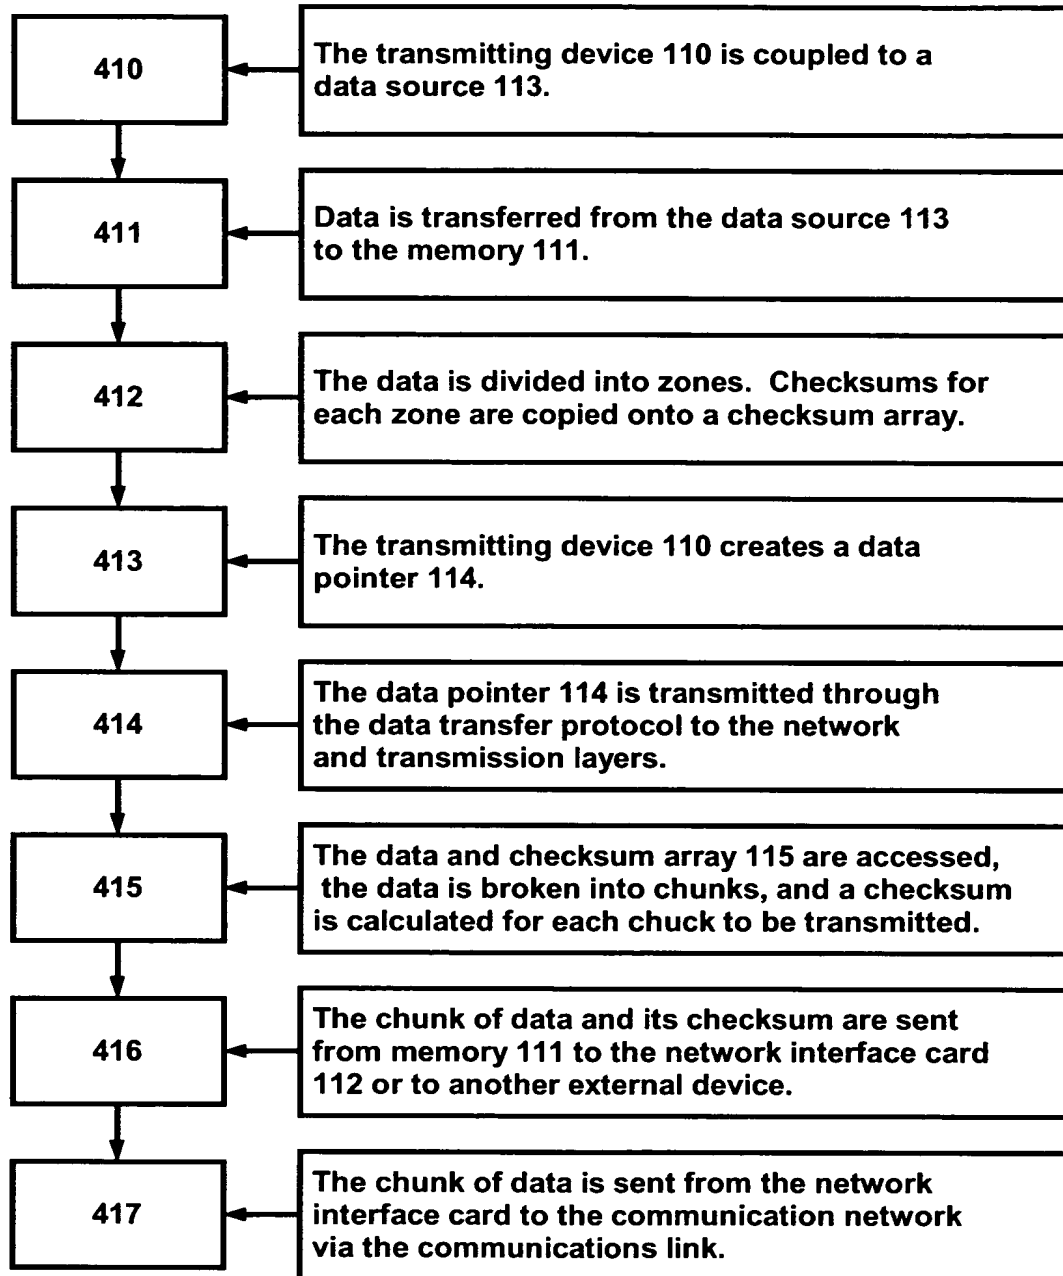 410
The transmitting device 110 is coupled to a
data source 113.
411
Data is transferred from the data source 113
to the memory 111.
412
The data is divided into zones. Checksums for
each zone are copied onto a checksum array.
413
The transmitting device 110 creates a data
pointer 114.
414
The data pointer 114 is transmitted through
the data transfer protocol to the network
and transmission layers.
415
The data and checksum array 115 are accessed,
the data is broken into chunks, and a checksum
is calculated for each chuck to be transmitted.
416
The chunk of data and its checksum are sent
from memory 111 to the network interface card
112 or to another external device.
417
The chunk of data is sent from the network
interface card to the communication network
via the communications link.